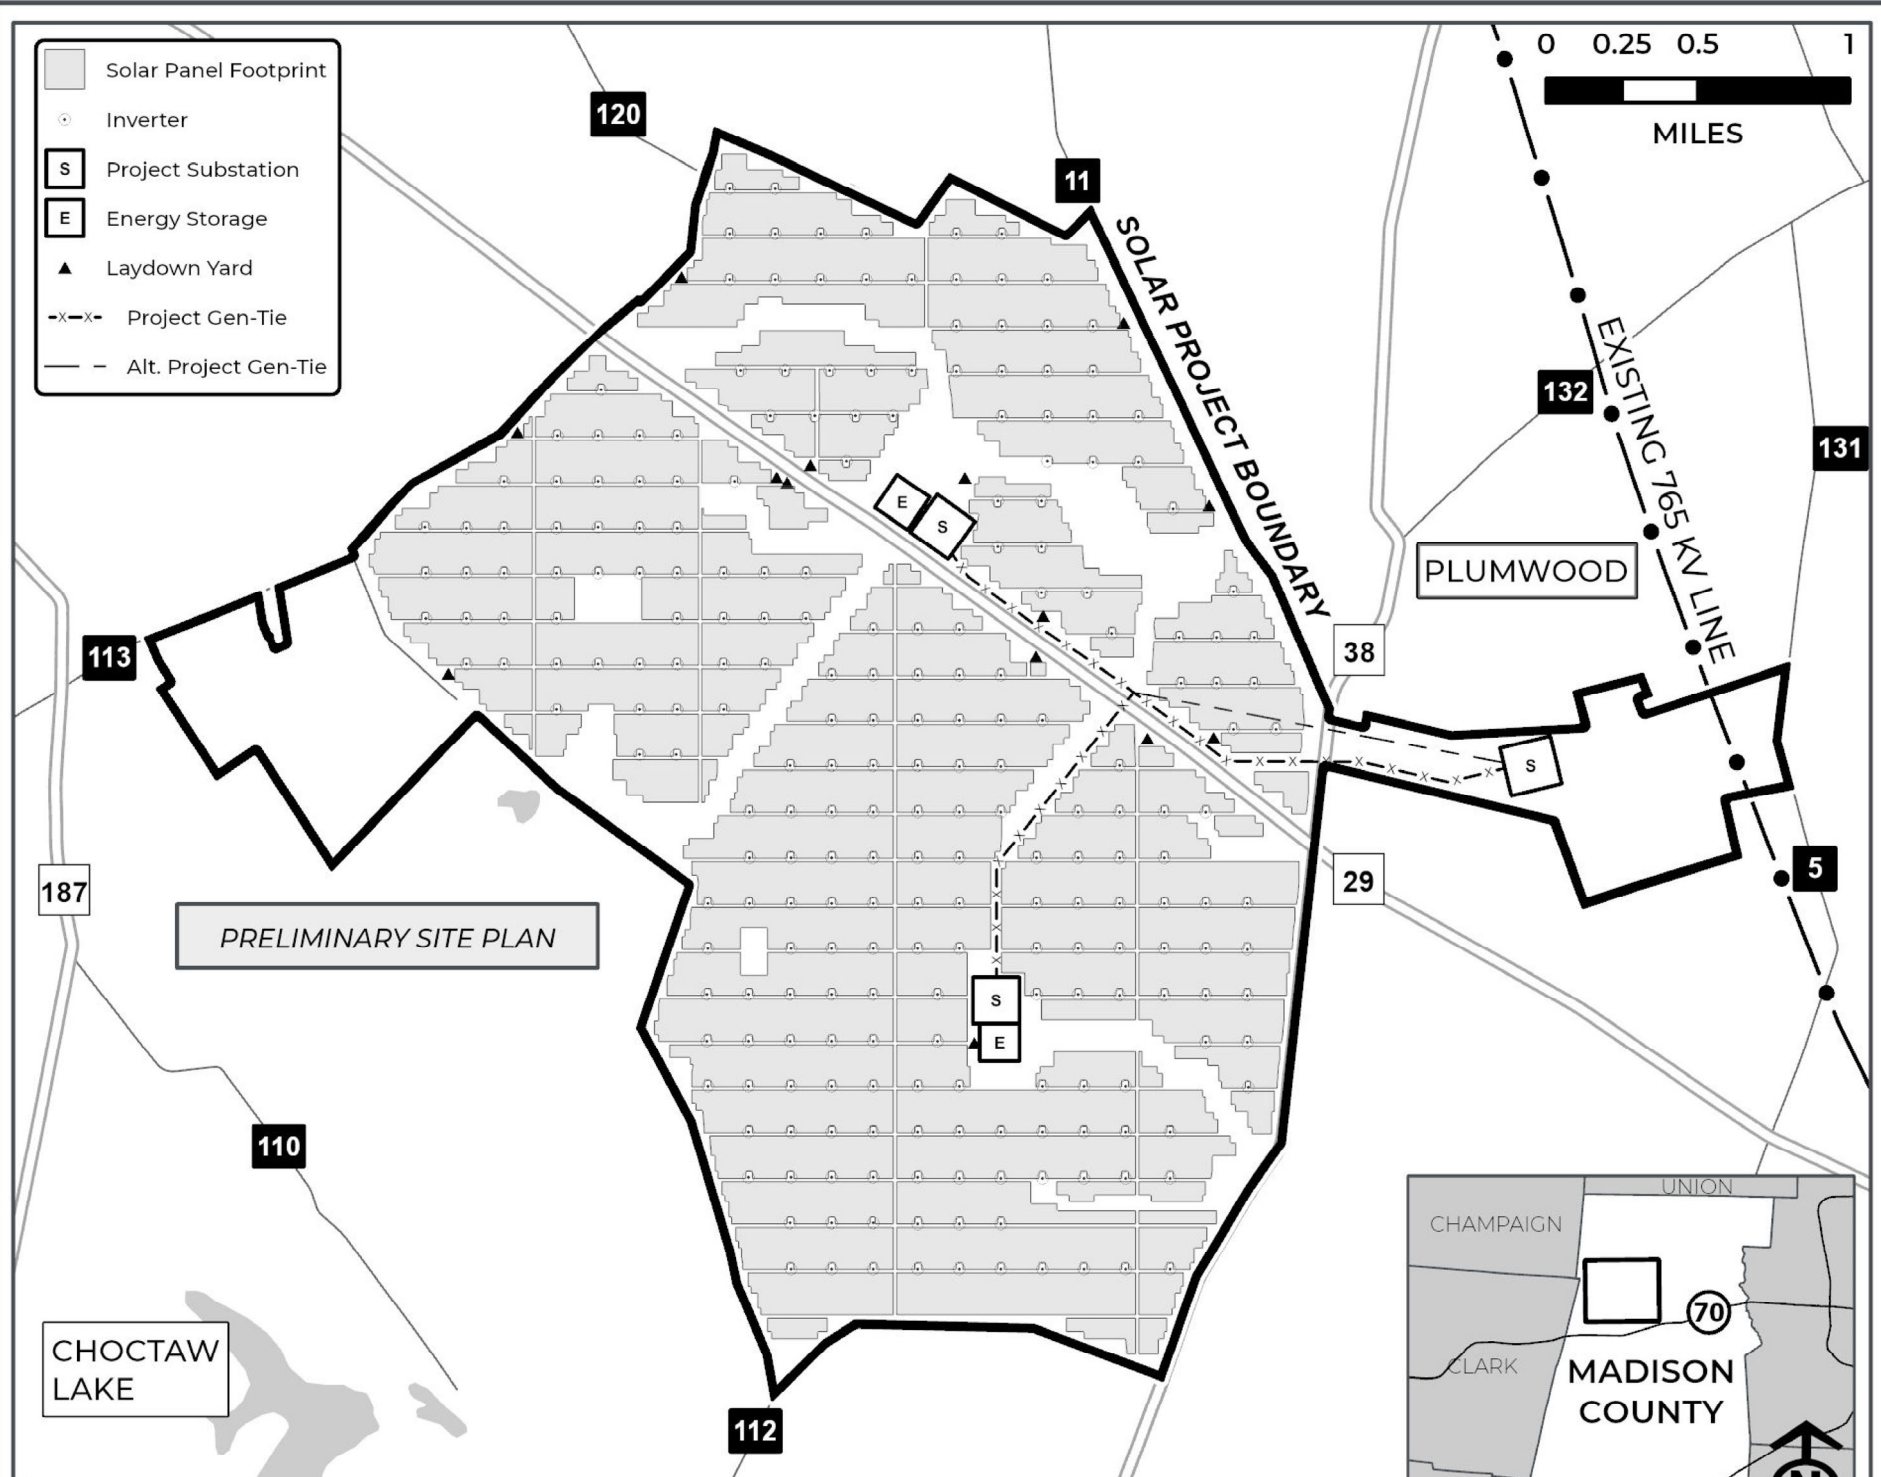 Solar Panel Footprint
Inverter
S Project Substation
E Energy Storage
Laydown Yard
-x-x- Project Gen-Tie
Alt. Project Gen-Tie
0 0.25 0.5 1
MILES
120
11
SOLAR PROJECT BOUNDARY
EXISTING 765 KV LINE
132
131
E
S
PLUMWOOD
113
38
S
187
29
5
PRELIMINARY SITE PLAN
S
E
110
CHOCTAW
LAKE
112
UNION
CHAMPAIGN
70
CLARK
MADISON
COUNTY
N